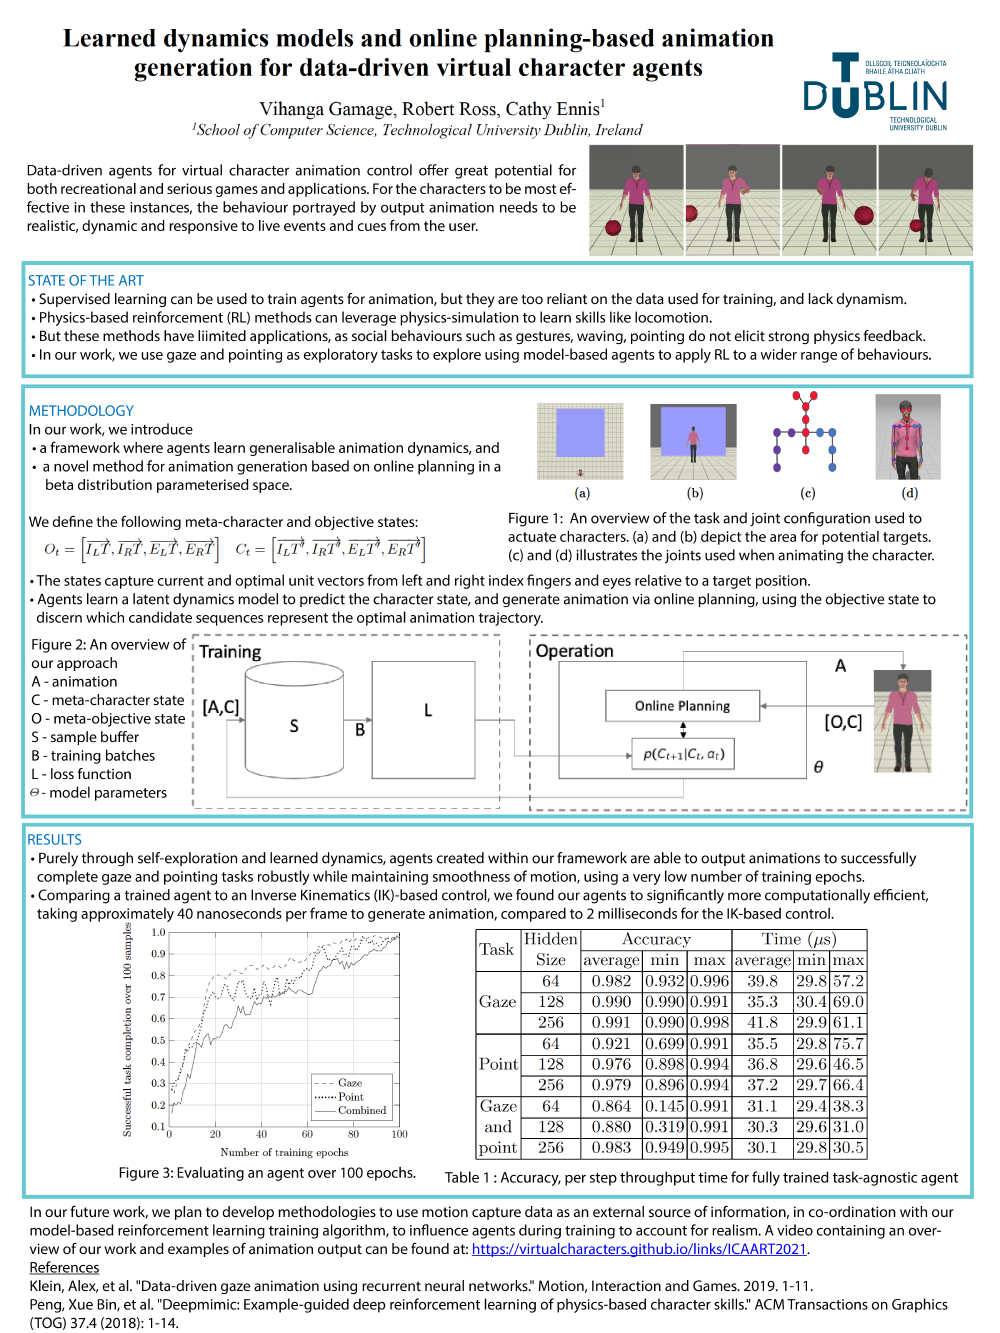 Learned dynamics models and online planning-based animation
generation for data-driven virtual character agents
Vihanga Gamage, Robert Ross, Cathy Ennis1
1School of Computer Science, Technological University Dublin, Ireland
OLLSCOIL TEICNEOLAÍOCHTA
BHAILE ÁTHA CLIATH
TU DUBLIN
TECHNOLOGICAL
UNIVERSITY DUBLIN
Data-driven agents for virtual character animation control offer great potential for
both recreational and serious games and applications. For the characters to be most ef-
fective in these instances, the behaviour portrayed by output animation needs to be
realistic, dynamic and responsive to live events and cues from the user.
STATE OF THE ART
• Supervised learning can be used to train agents for animation, but they are too reliant on the data used for training, and lack dynamism.
• Physics-based reinforcement (RL) methods can leverage physics-simulation to learn skills like locomotion.
• But these methods have liimited applications, as social behaviours such as gestures, waving, pointing do not elicit strong physics feedback.
• In our work, we use gaze and pointing as exploratory tasks to explore using model-based agents to apply RL to a wider range of behaviours.
METHODOLOGY
In our work, we introduce
• a framework where agents learn generalisable animation dynamics, and
• a novel method for animation generation based on online planning in a
beta distribution parameterised space.
(a) (b) (c) (d)
Figure 1: An overview of the task and joint configuration used to
actuate characters. (a) and (b) depict the area for potential targets.
(c) and (d) illustrates the joints used when animating the character.
We define the following meta-character and objective states:
O_t = [I_LT, I_RT, E_LT, E_RT] C_t = [I_LT', I_RT', E_LT', E_RT']
• The states capture current and optimal unit vectors from left and right index fingers and eyes relative to a target position.
• Agents learn a latent dynamics model to predict the character state, and generate animation via online planning, using the objective state to
discern which candidate sequences represent the optimal animation trajectory.
Figure 2: An overview of
our approach
A - animation
C - meta-character state
O - meta-objective state
S - sample buffer
B - training batches
L - loss function
Θ - model parameters
Training
[A,C]
S
B
L
Operation
A
Online Planning
[O,C]
p(C_t+1|C_t, a_t)
θ
RESULTS
• Purely through self-exploration and learned dynamics, agents created within our framework are able to output animations to successfully
complete gaze and pointing tasks robustly while maintaining smoothness of motion, using a very low number of training epochs.
• Comparing a trained agent to an Inverse Kinematics (IK)-based control, we found our agents to significantly more computationally efficient,
taking approximately 40 nanoseconds per frame to generate animation, compared to 2 milliseconds for the IK-based control.
Successful task completion over 100 samples
1.0
0.9
0.8
0.7
0.6
0.5
0.4
0.3
0.2
0.1
0 20 40 60 80 100
Number of training epochs
Gaze
Point
Combined
Figure 3: Evaluating an agent over 100 epochs.
Task Hidden Size Accuracy Time (μs)
average min max average min max
Gaze
64 0.982 0.932 0.996 39.8 29.8 57.2
128 0.990 0.990 0.991 35.3 30.4 69.0
256 0.991 0.990 0.998 41.8 29.9 61.1
Point
64 0.921 0.699 0.991 35.5 29.8 75.7
128 0.976 0.898 0.994 36.8 29.6 46.5
256 0.979 0.896 0.994 37.2 29.7 66.4
Gaze and point
64 0.864 0.145 0.991 31.1 29.4 38.3
128 0.880 0.319 0.991 30.3 29.6 31.0
256 0.983 0.949 0.995 30.1 29.8 30.5
Table 1 : Accuracy, per step throughput time for fully trained task-agnostic agent
In our future work, we plan to develop methodologies to use motion capture data as an external source of information, in co-ordination with our
model-based reinforcement learning training algorithm, to influence agents during training to account for realism. A video containing an over-
view of our work and examples of animation output can be found at: https://virtualcharacters.github.io/links/ICAART2021.
References
Klein, Alex, et al. "Data-driven gaze animation using recurrent neural networks." Motion, Interaction and Games. 2019. 1-11.
Peng, Xue Bin, et al. "Deepmimic: Example-guided deep reinforcement learning of physics-based character skills." ACM Transactions on Graphics
(TOG) 37.4 (2018): 1-14.